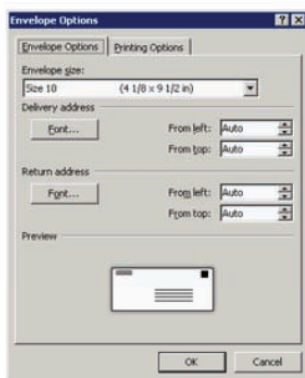 Envelope Options
Envelope Options Printing Options
Envelope size:
Size 10 (4 1/8 x 9 1/2 in)
Delivery address
Font... From left: Auto
From top: Auto
Return address
Font... From left: Auto
From top: Auto
Preview
OK Cancel